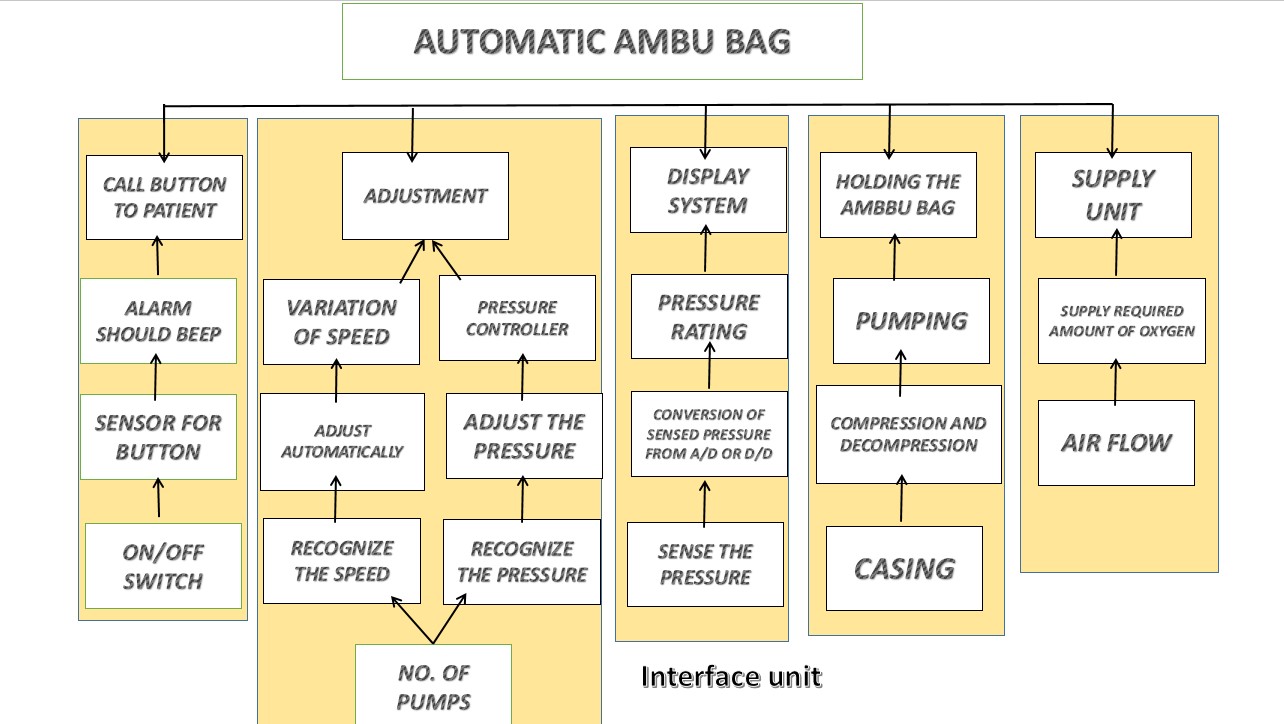 AUTOMATIC AMBU BAG
CALL BUTTON
TO PATIENT
ALARM
SHOULD BEEP
SENSOR FOR
BUTTON
ON/OFF
SWITCH
ADJUSTMENT
VARIATION
OF SPEED
ADJUST
AUTOMATICALLY
RECOGNIZE
THE SPEED
PRESSURE
CONTROLLER
ADJUST THE
PRESSURE
RECOGNIZE
THE PRESSURE
NO. OF
PUMPS
DISPLAY
SYSTEM
PRESSURE
RATING
CONVERSION OF
SENSED PRESSURE
FROM A/D OR D/D
SENSE THE
PRESSURE
HOLDING THE
AMBBU BAG
PUMPING
COMPRESSION AND
DECOMPRESSION
CASING
SUPPLY
UNIT
SUPPLY REQUIRED
AMOUNT OF OXYGEN
AIR FLOW
Interface unit